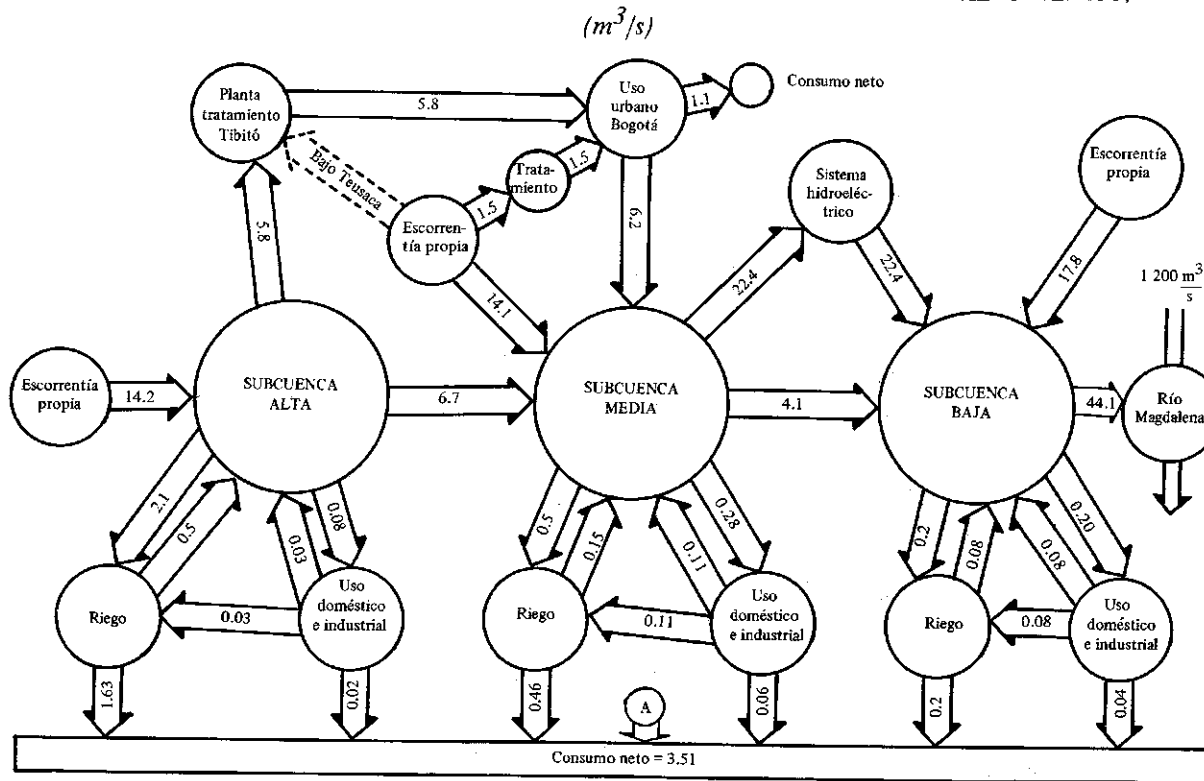 (m³/s)
Planta
tratamiento
Tibitó
5.8
Uso
urbano
Bogotá
1.1
Consumo neto
Bajo Teusaca
Trata-
miento
1.5
1.5
Escorren-
tía propia
5.8
6.2
14.1
Sistema
hidroeléc-
trico
Escorrentía
propia
22.4
22.4
17.8
1 200 m³
s
Escorrentía
propia
14.2
SUBCUENCA
ALTA
6.7
SUBCUENCA
MEDIA
4.1
SUBCUENCA
BAJA
44.1
Río
Magdalena
2.1
0.5
0.03
0.08
0.5
0.15
0.11
0.28
0.2
0.08
0.08
0.20
Riego
0.03
Uso
doméstico
e industrial
Riego
0.11
Uso
doméstico
e industrial
Riego
0.08
Uso
doméstico
e industrial
1.63
0.02
0.46
A
0.06
0.2
0.04
Consumo neto = 3.51